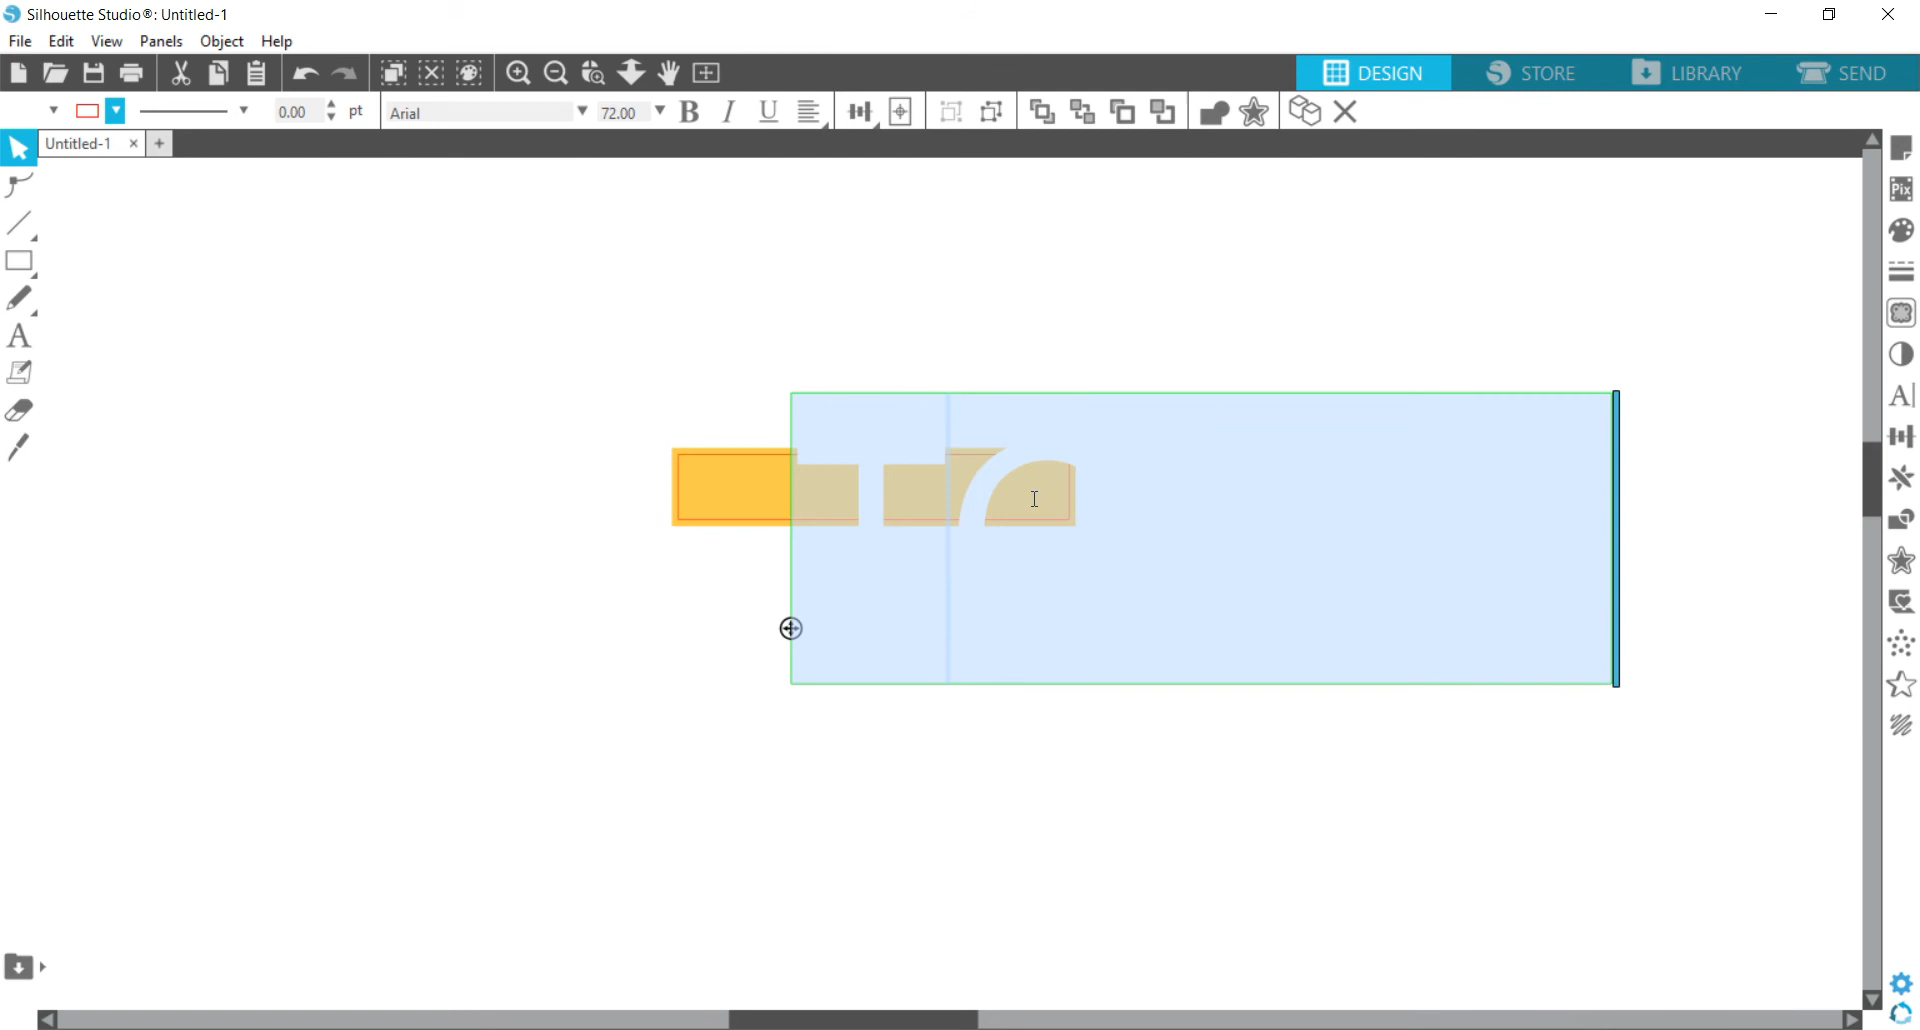 Silhouette Studio®: Untitled-1
File Edit View Panels Object Help
DESIGN STORE LIBRARY SEND
0.00 pt Arial 72.00 B I U
Untitled-1 × +
Pix
A
A